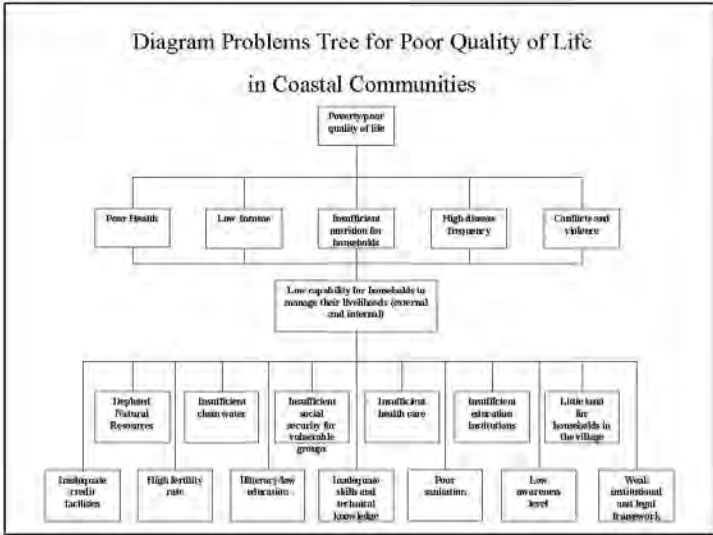 Diagram Problems Tree for Poor Quality of Life
in Coastal Communities
Poverty/poor
quality of life
Poor Health
Low Income
Insufficient
nutrition for
households
High disease
frequency
Conflicts and
violence
Low capability for households to
manage their livelihoods (external
and internal)
Depleted
Natural
Resources
Insufficient
clean water
Insufficient
social
security for
vulnerable
groups
Insufficient
health care
Insufficient
education
institutions
Little land
for
households in
the village
Inadequate
credit
facilities
High fertility
rate
Illiteracy/low
education
Inadequate
skills and
technical
knowledge
Poor
sanitation
Low
awareness
level
Weak
institutional
and legal
framework